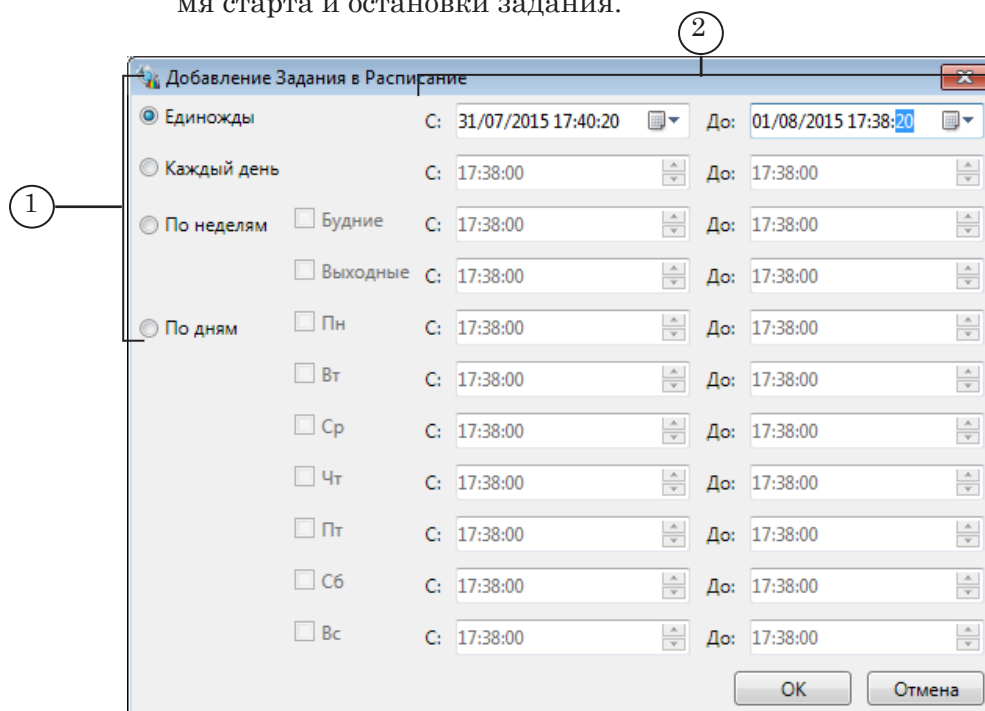 мя старта и остановки задания.
2
Добавление Задания в Расписание
Единожды С: 31/07/2015 17:40:20 До: 01/08/2015 17:38:20
Каждый день С: 17:38:00 До: 17:38:00
1
По неделям Будние С: 17:38:00 До: 17:38:00
Выходные С: 17:38:00 До: 17:38:00
По дням Пн С: 17:38:00 До: 17:38:00
Вт С: 17:38:00 До: 17:38:00
Ср С: 17:38:00 До: 17:38:00
Чт С: 17:38:00 До: 17:38:00
Пт С: 17:38:00 До: 17:38:00
Сб С: 17:38:00 До: 17:38:00
Вс С: 17:38:00 До: 17:38:00
OK Отмена